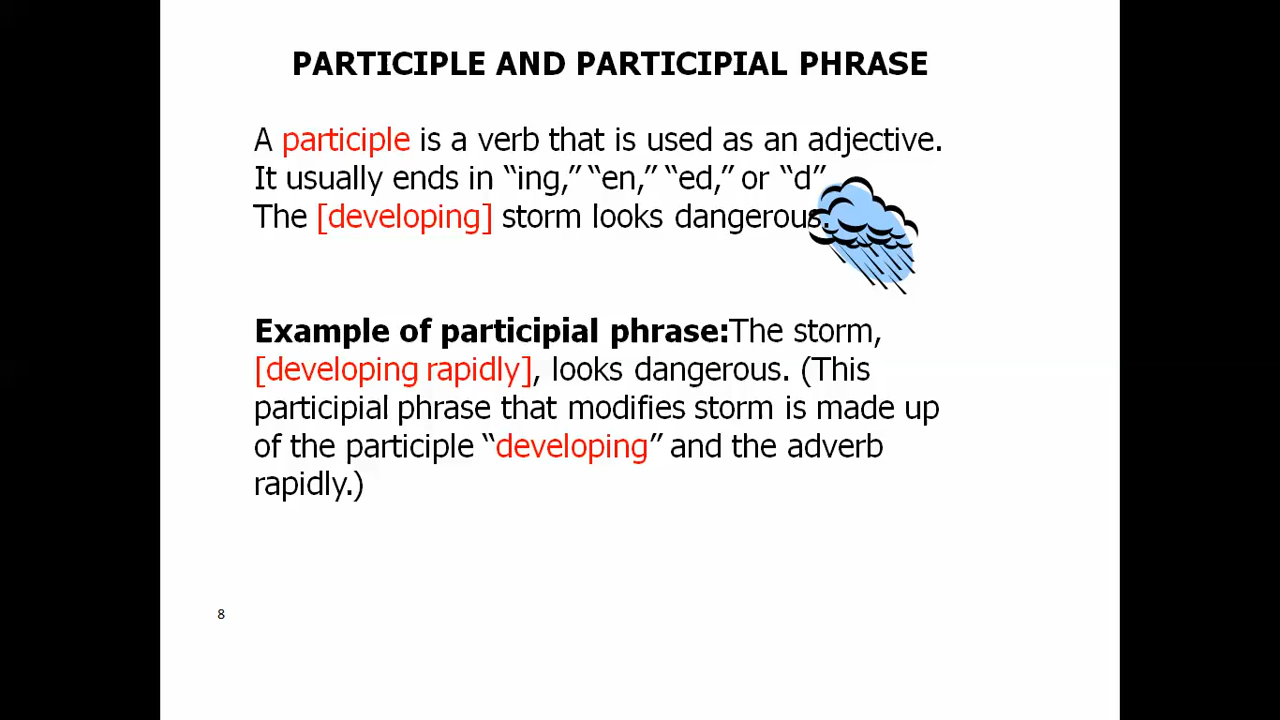 PARTICIPLE AND PARTICIPIAL PHRASE
A participle is a verb that is used as an adjective.
It usually ends in “ing,” “en,” “ed,” or “d”
The [developing] storm looks dangerous.
Example of participial phrase:The storm,
[developing rapidly], looks dangerous. (This
participial phrase that modifies storm is made up
of the participle “developing” and the adverb
rapidly.)
8